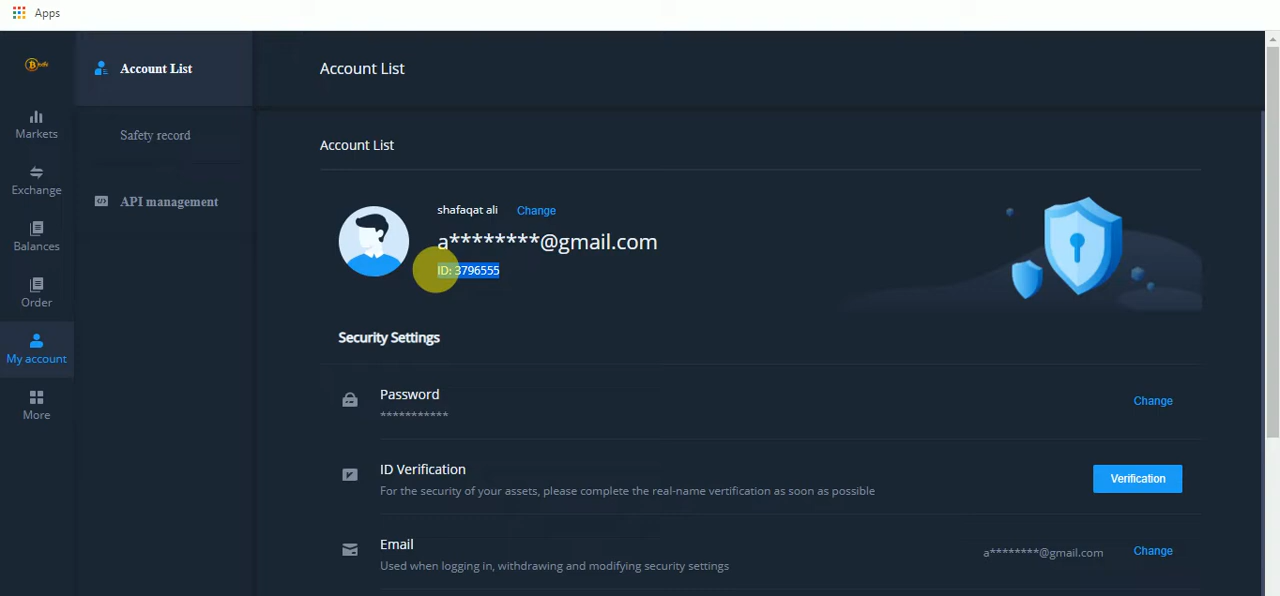 Apps
Account List
Account List
Markets
Safety record
Account List
Exchange
API management
shafaqat ali Change
a********@gmail.com
ID: 3796555
Balances
Order
My account
More
Security Settings
Password
***********
Change
ID Verification
For the security of your assets, please complete the real-name vertification as soon as possible
Verification
Email
Used when logging in, withdrawing and modifying security settings
a********@gmail.com
Change